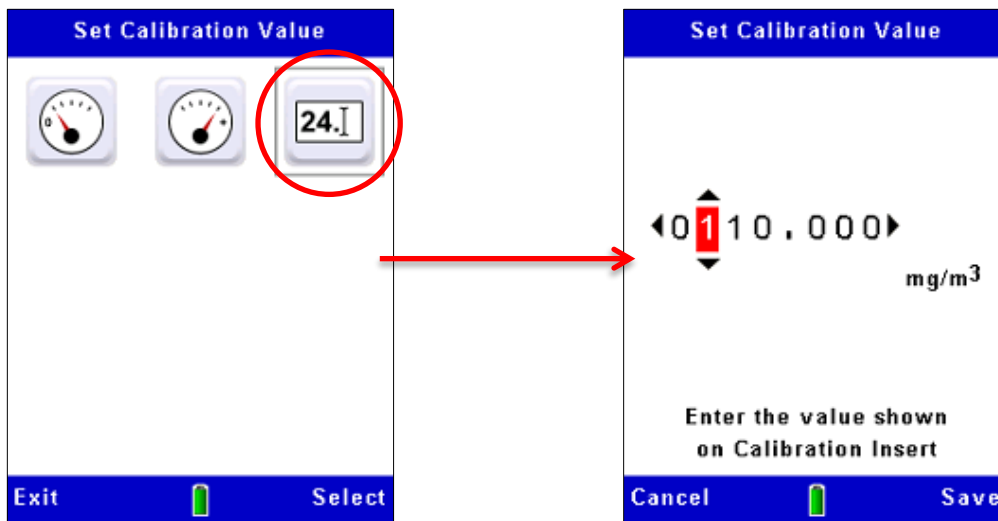 Set Calibration Value
0
+
24.
Exit
Select
Set Calibration Value
0110.000
mg/m³
Enter the value shown
on Calibration Insert
Cancel
Save